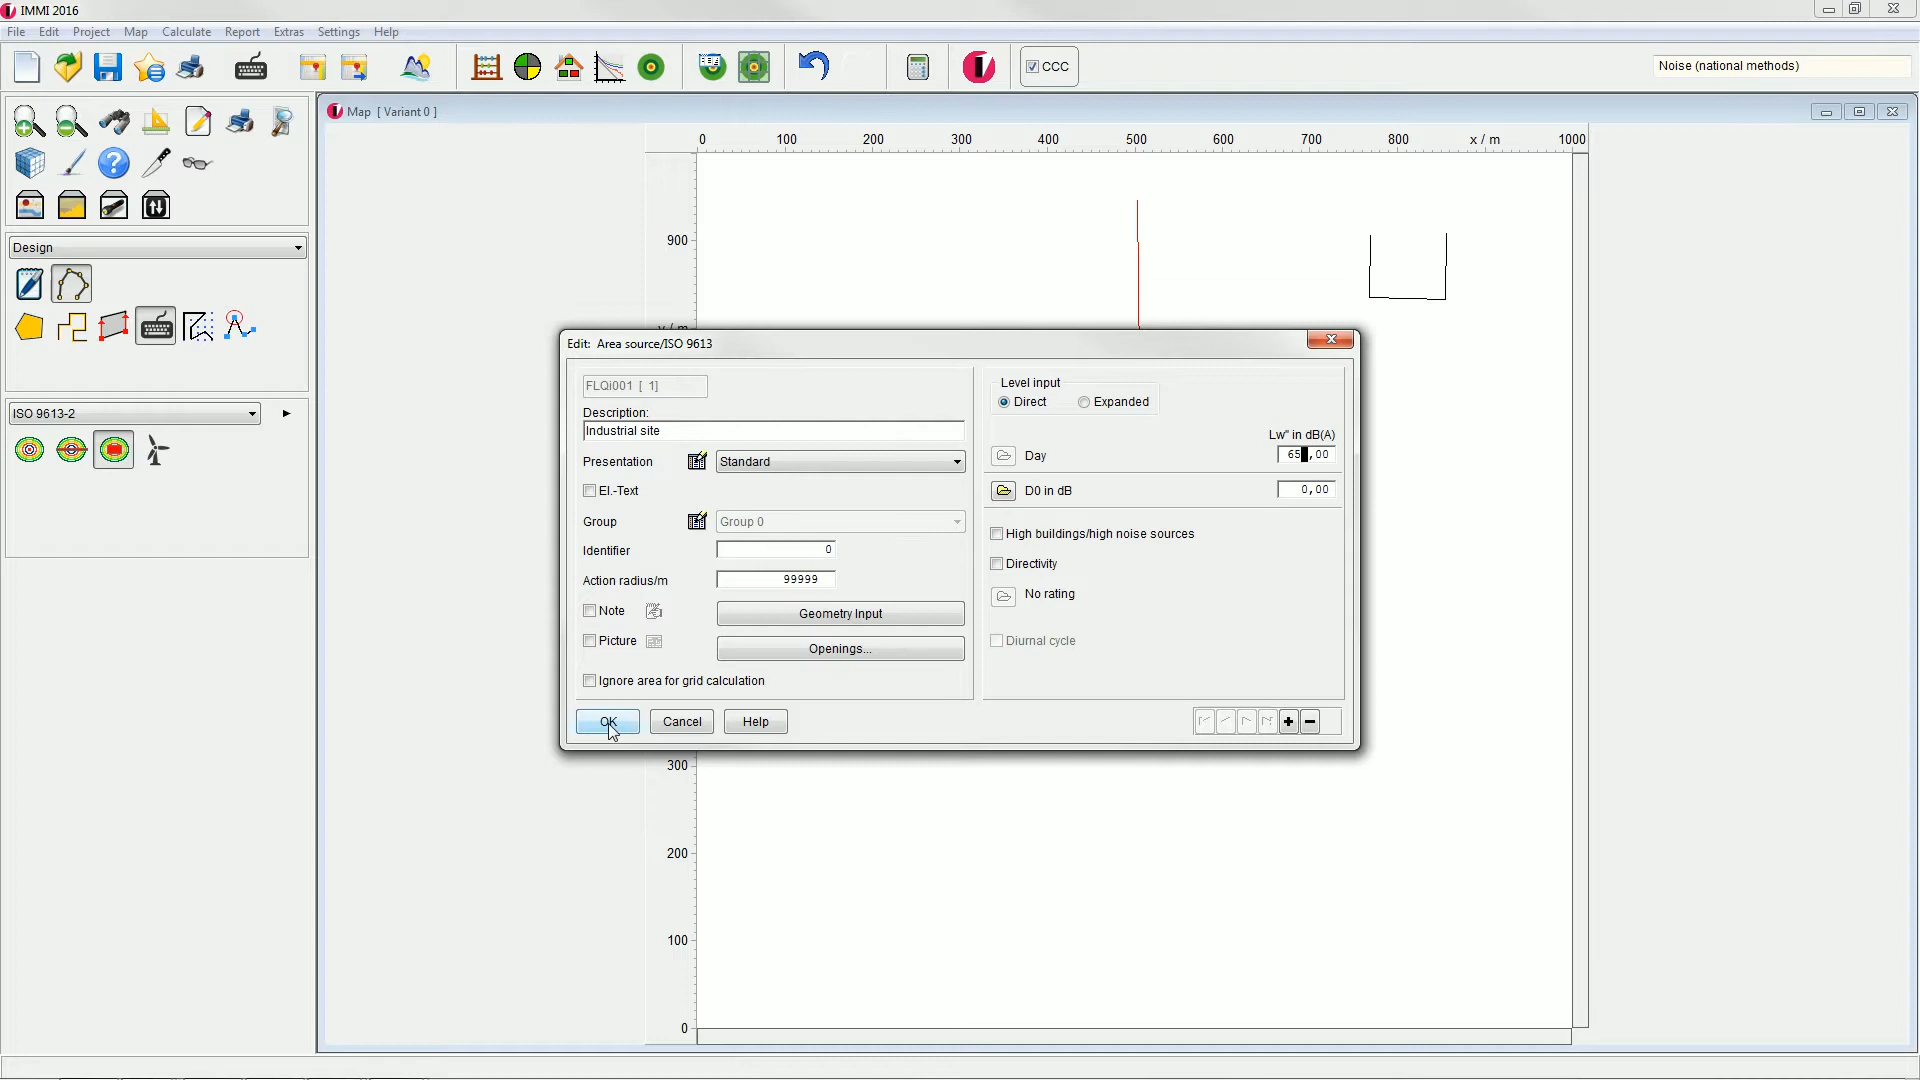 IMMI 2016
File Edit Project Map Calculate Report Extras Settings Help
CCC
Noise (national methods)
Map [ Variant 0 ]
0 100 200 300 400 500 600 700 800 x / m 1000
Design
900
y / m
ISO 9613-2
Edit: Area source/ISO 9613
FLQi001 [ 1]
Description:
Industrial site
Presentation Standard
El.-Text
Group Group 0
Identifier 0
Action radius/m 99999
Note Geometry Input
Picture Openings...
Ignore area for grid calculation
OK Cancel Help
Level input
Direct Expanded
Lw" in dB(A)
Day 65,00
D0 in dB 0,00
High buildings/high noise sources
Directivity
No rating
Diurnal cycle
300
200
100
0